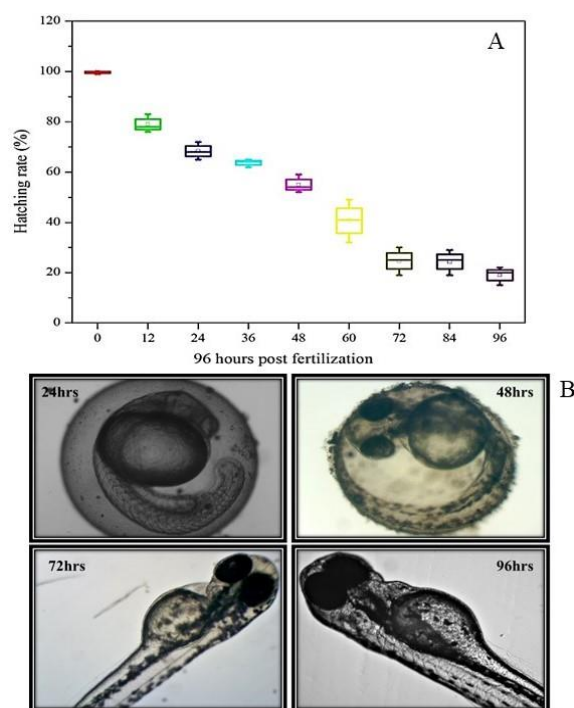 A
Hatching rate (%)
120
100
80
60
40
20
0
0 12 24 36 48 60 72 84 96
96 hours post fertilization
B
24hrs
48hrs
72hrs
96hrs